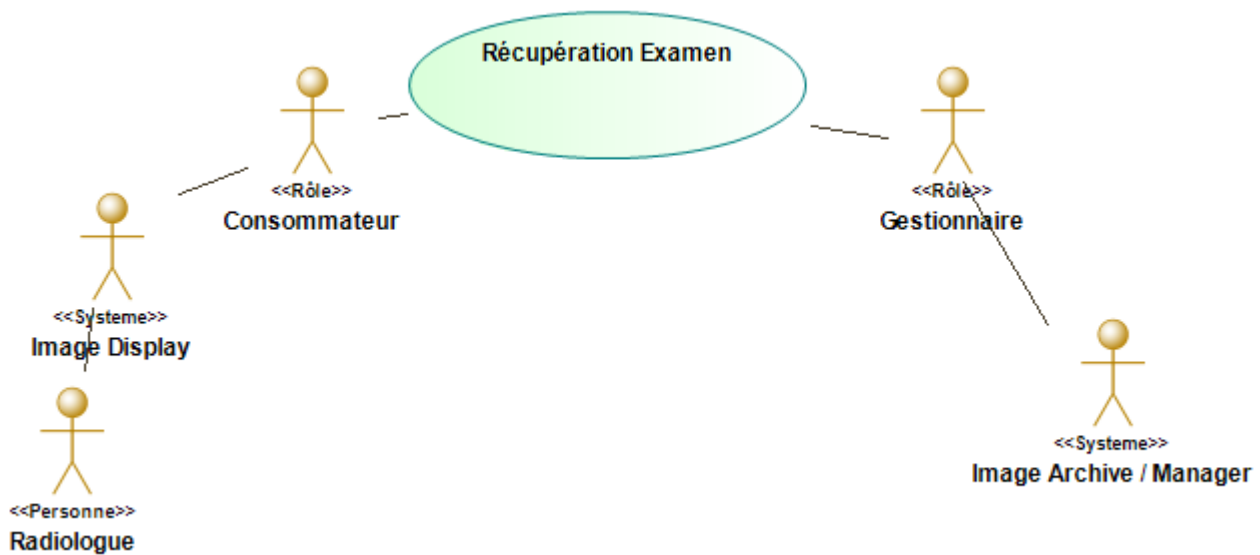 Récupération Examen
<<Rôle>>
Consommateur
<<Rôle>>
Gestionnaire
<<Systeme>>
Image Display
<<Systeme>>
Image Archive / Manager
<<Personne>>
Radiologue